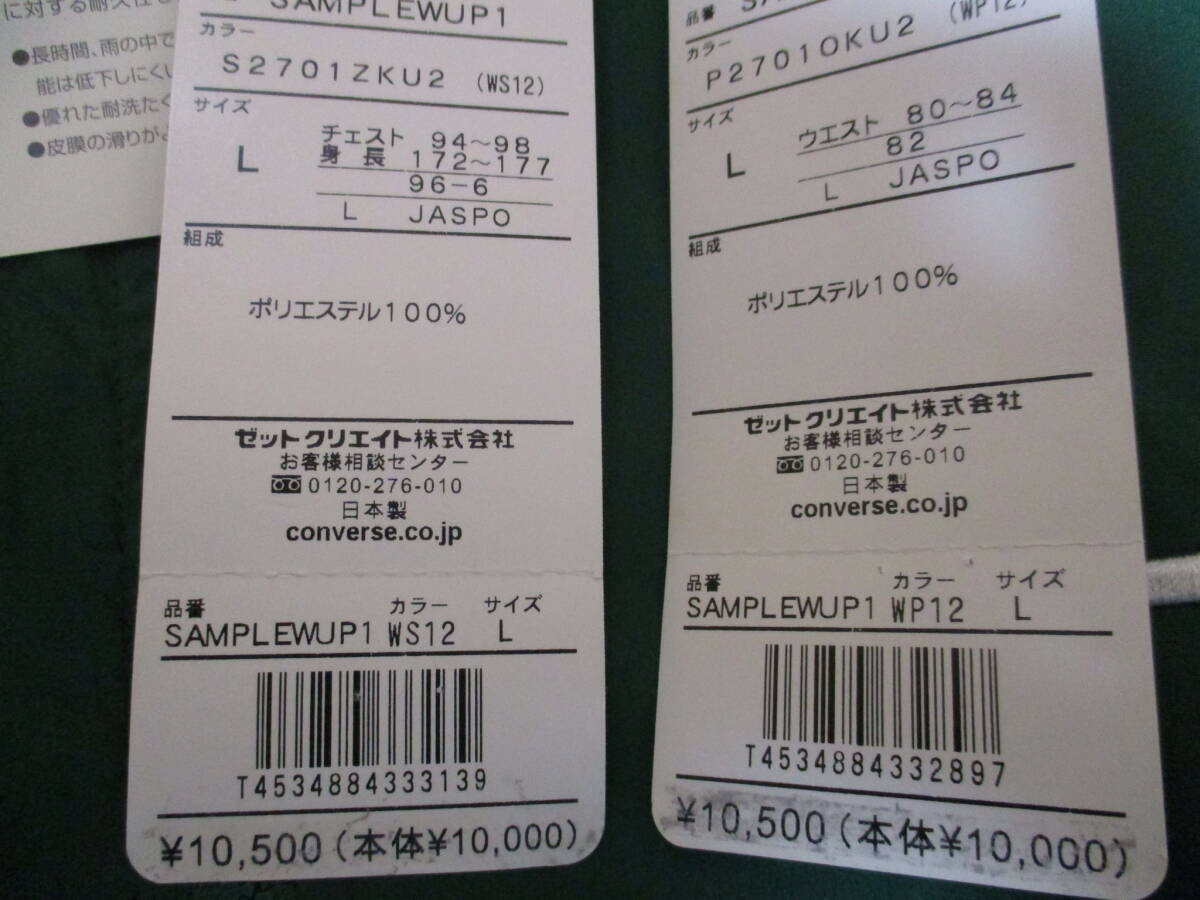 に対する耐久性
●長時間、雨の中で
能は低下しにくい
●優れた耐洗たく
●皮膜の滑りが
SAMPLEWUP1
カラー
S2701ZKU2 (WS12)
サイズ
L
チェスト 94～98
身長 172～177
96-6
L JASPO
組成
ポリエステル100%
ゼットクリエイト株式会社
お客様相談センター
0120-276-010
日本製
converse.co.jp
品番 カラー サイズ
SAMPLEWUP1 WS12 L
T4534884333139
¥10,500(本体¥10,000)
品番
カラー
P2701OKU2 (WP12)
サイズ
L
ウエスト 80～84
82
L JASPO
組成
ポリエステル100%
ゼットクリエイト株式会社
お客様相談センター
0120-276-010
日本製
converse.co.jp
品番 カラー サイズ
SAMPLEWUP1 WP12 L
T4534884332897
¥10,500(本体¥10,000)